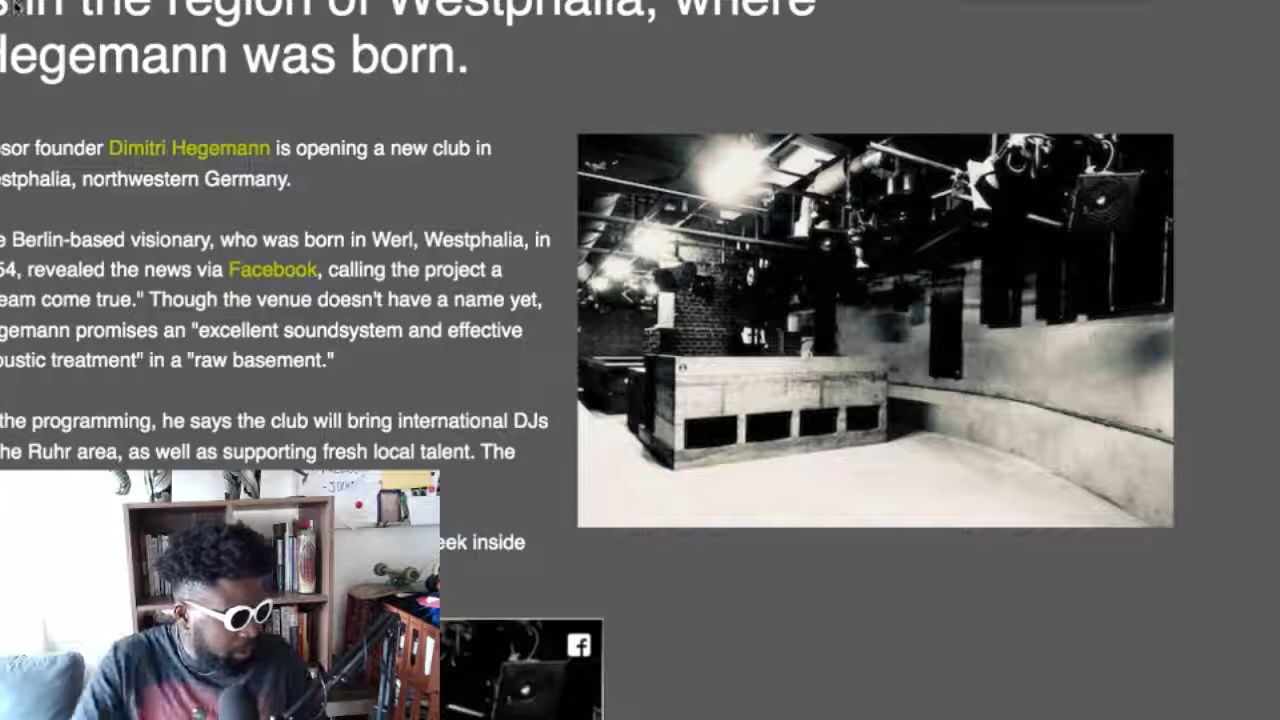 in the region of Westphalia, where
Hegemann was born.
sor founder Dimitri Hegemann is opening a new club in
estphalia, northwestern Germany.
e Berlin-based visionary, who was born in Werl, Westphalia, in
54, revealed the news via Facebook, calling the project a
eam come true." Though the venue doesn't have a name yet,
gemann promises an "excellent soundsystem and effective
oustic treatment" in a "raw basement."
the programming, he says the club will bring international DJs
he Ruhr area, as well as supporting fresh local talent. The
eek inside